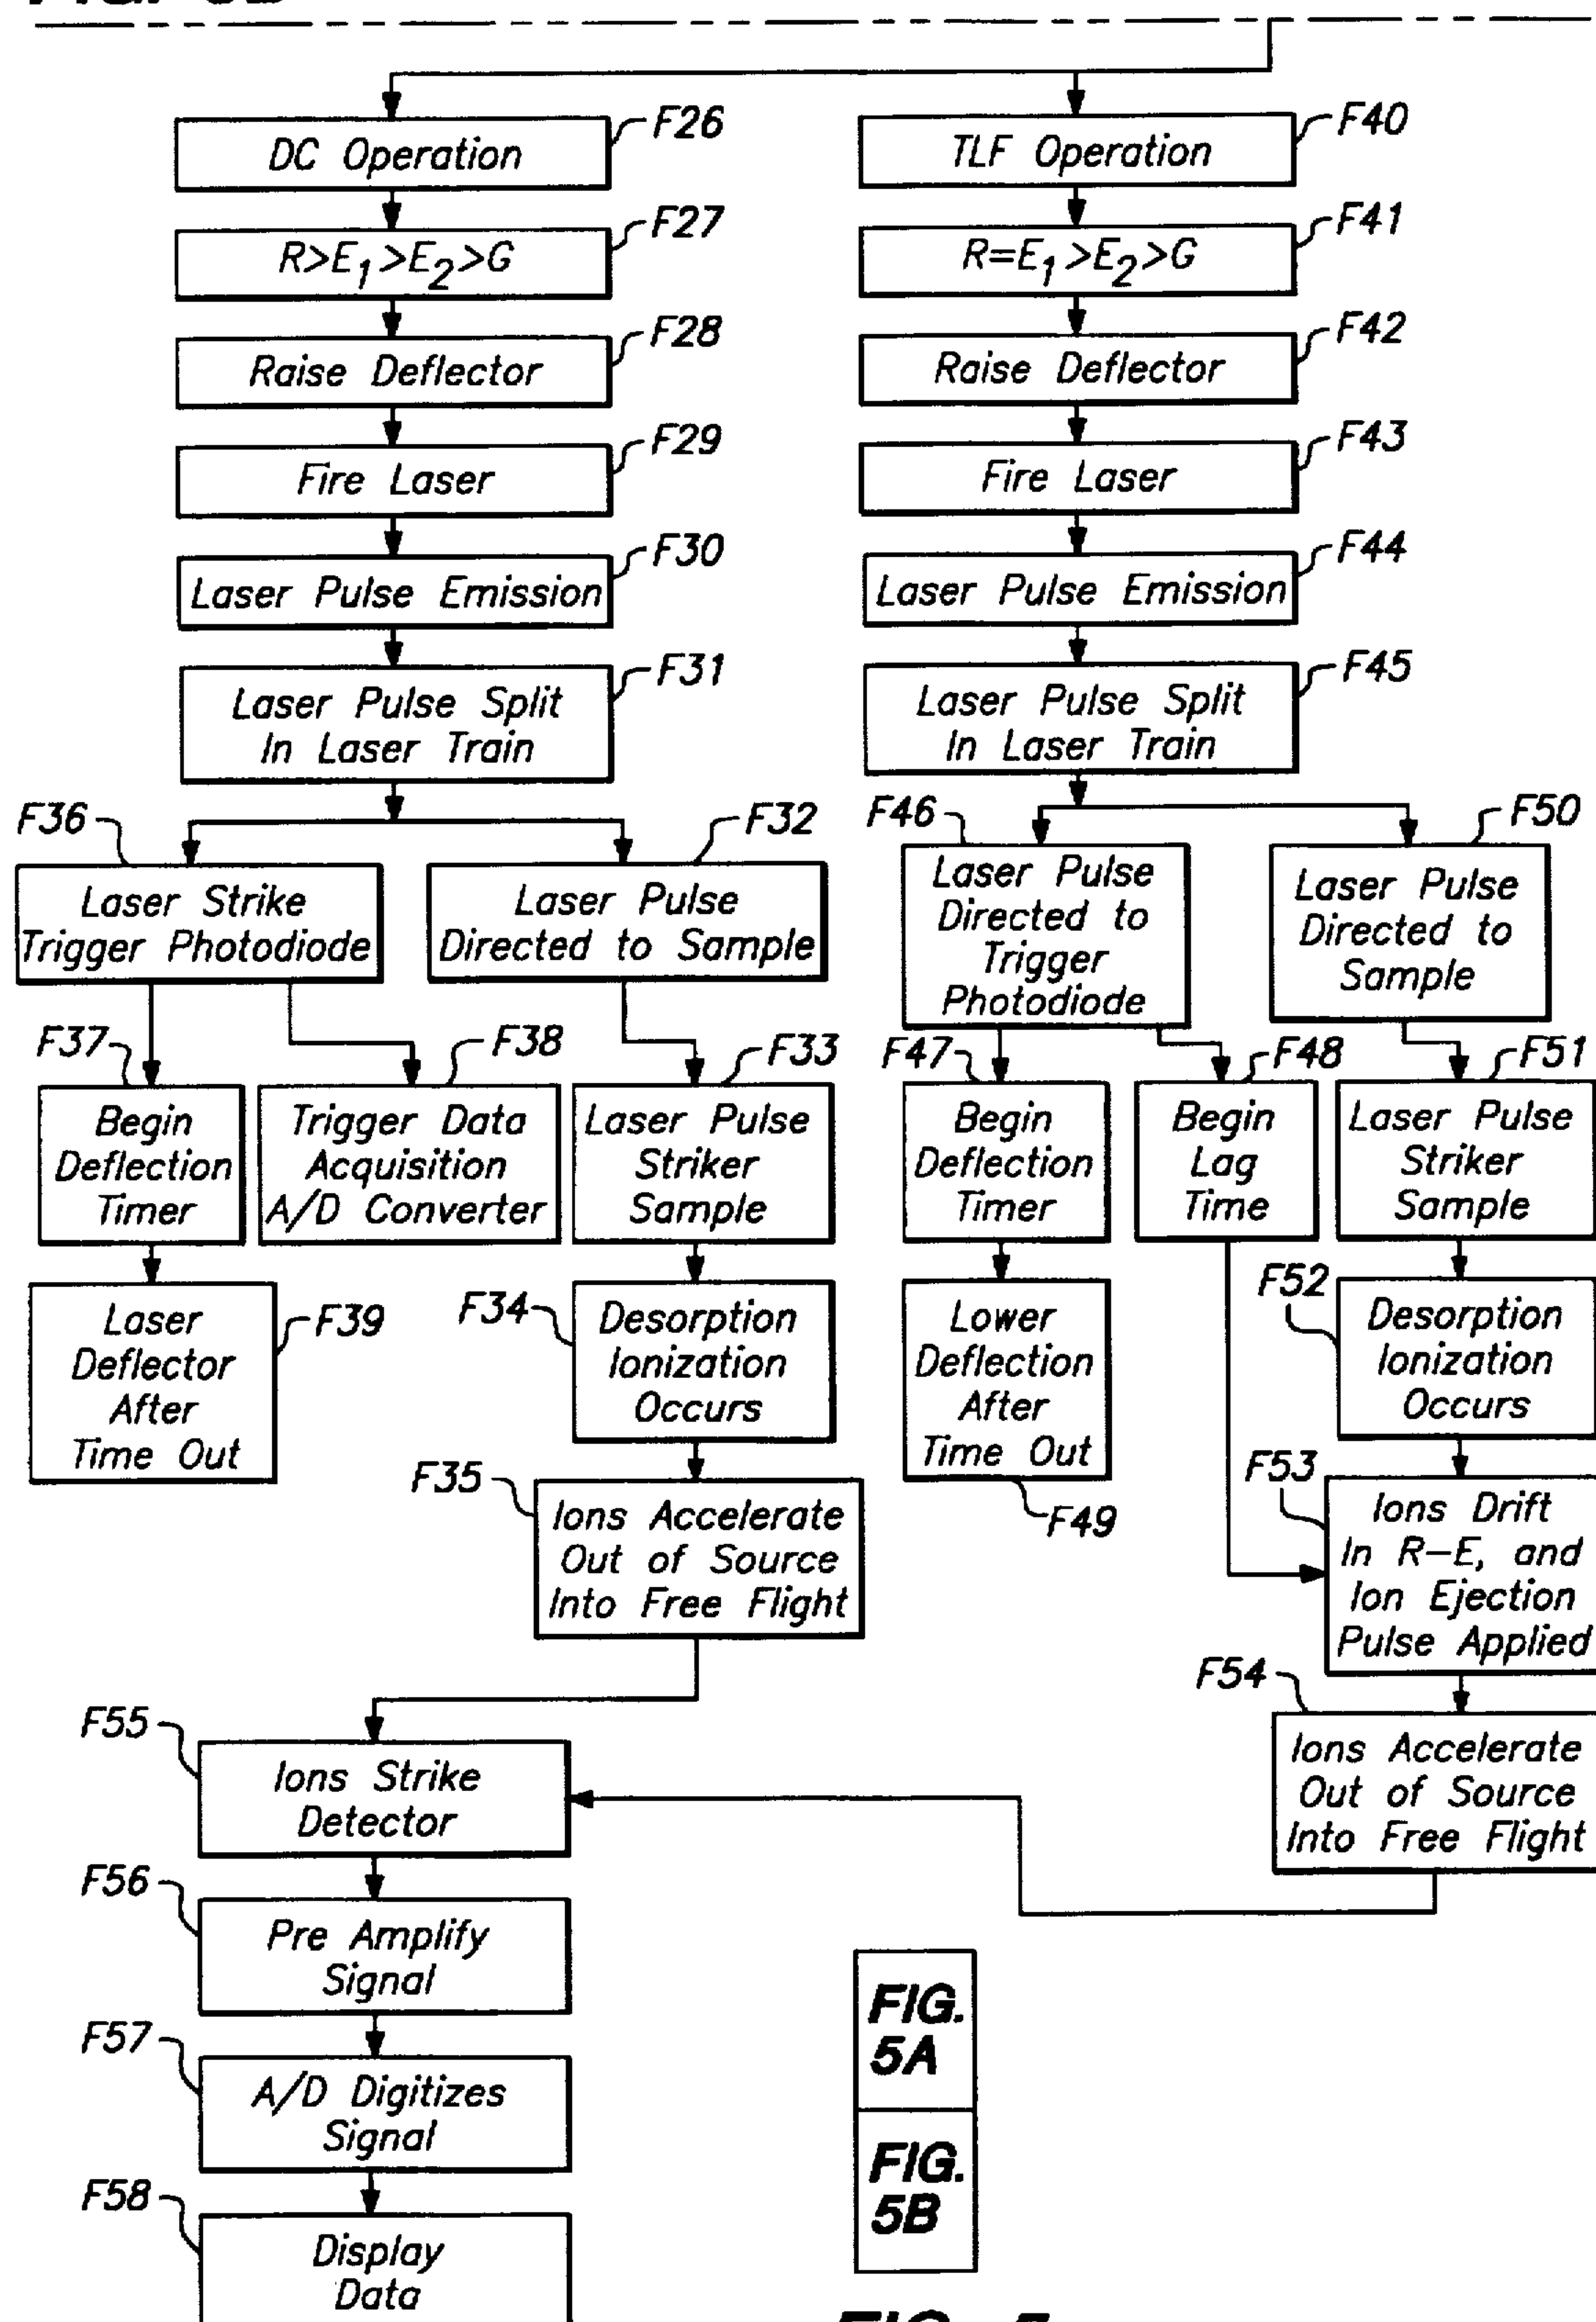 F26
DC Operation
F27
R>E1>E2>G
F28
Raise Deflector
F29
Fire Laser
F30
Laser Pulse Emission
F31
Laser Pulse Split
In Laser Train
F36
Laser Strike
Trigger Photodiode
F32
Laser Pulse
Directed to Sample
F37
Begin
Deflection
Timer
F38
Trigger Data
Acquisition
A/D Converter
F33
Laser Pulse
Striker
Sample
Laser
Deflector
After
Time Out
F39
F34
Desorption
Ionization
Occurs
F35
Ions Accelerate
Out of Source
Into Free Flight
F40
TLF Operation
F41
R=E1>E2>G
F42
Raise Deflector
F43
Fire Laser
F44
Laser Pulse Emission
F45
Laser Pulse Split
In Laser Train
F46
Laser Pulse
Directed to
Trigger
Photodiode
F50
Laser Pulse
Directed to
Sample
F47
Begin
Deflection
Timer
F48
Begin
Lag
Time
F51
Laser Pulse
Striker
Sample
Lower
Deflection
After
Time Out
F49
F52
Desorption
Ionization
Occurs
F53
Ions Drift
In R-E, and
Ion Ejection
Pulse Applied
F54
Ions Accelerate
Out of Source
Into Free Flight
F55
Ions Strike
Detector
F56
Pre Amplify
Signal
F57
A/D Digitizes
Signal
F58
Display
Data
FIG.
5A
FIG.
5B